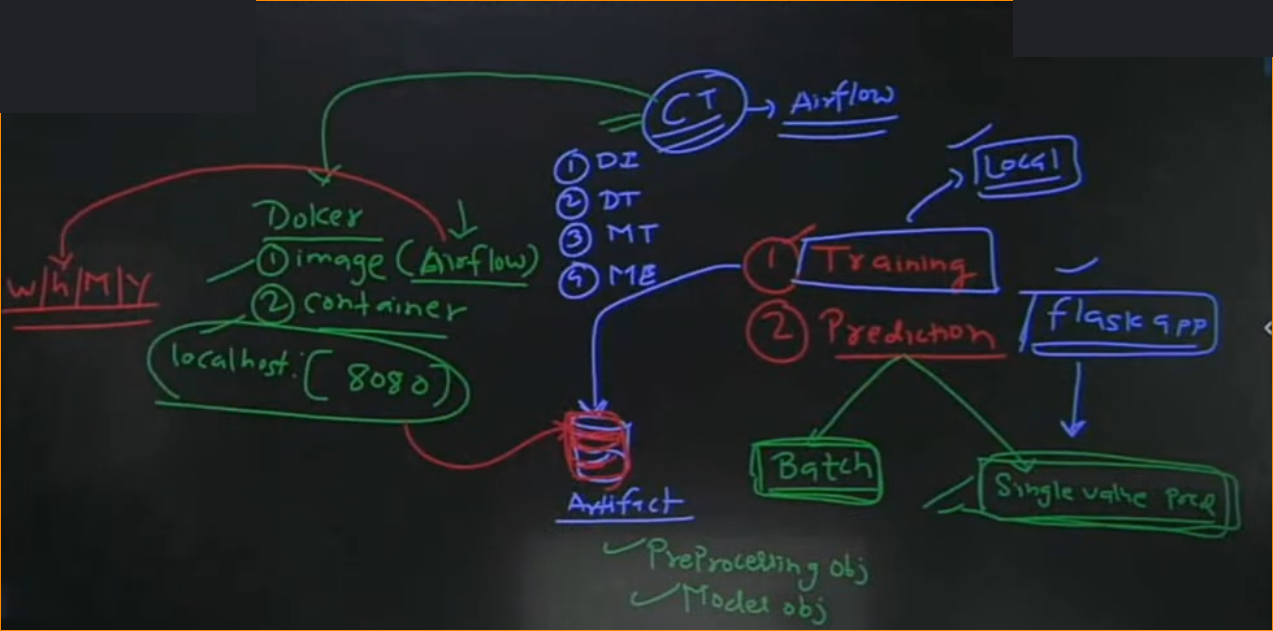 CT → Airflow
① DI
② DT
③ MT
④ ME
Local
Doker
① image (Airflow)
② container
localhost: [8080]
w/h/M/Y
① Training
② Prediction
flask app
Batch
Single value Pred
Artifact
✓ PreProcessing obj
✓ Model obj